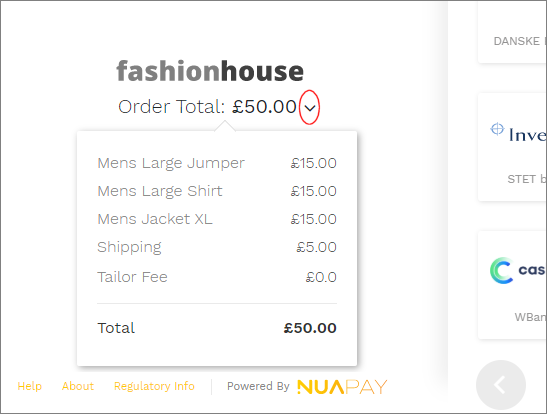 fashionhouse
Order Total: £50.00
Mens Large Jumper £15.00
Mens Large Shirt £15.00
Mens Jacket XL £15.00
Shipping £5.00
Tailor Fee £0.0
Total £50.00
Help About Regulatory Info Powered By NUAPAY
DANSKE
Inve
STET b
cas
WBan